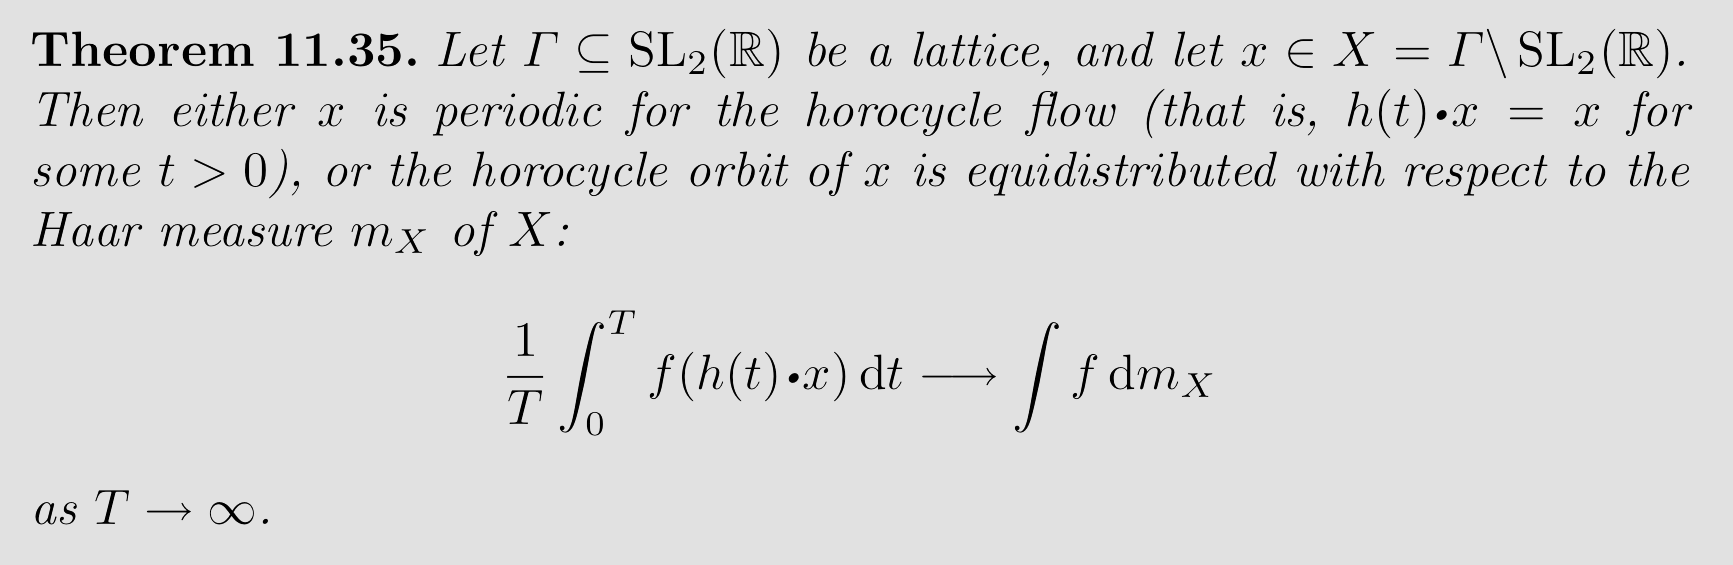 Theorem 11.35. Let Γ ⊆ SL₂(ℝ) be a lattice, and let x ∈ X = Γ\ SL₂(ℝ).
Then either x is periodic for the horocycle flow (that is, h(t)•x = x for
some t > 0), or the horocycle orbit of x is equidistributed with respect to the
Haar measure m_X of X:
1/T ∫₀^T f(h(t)•x) dt ⟶ ∫ f dm_X
as T → ∞.